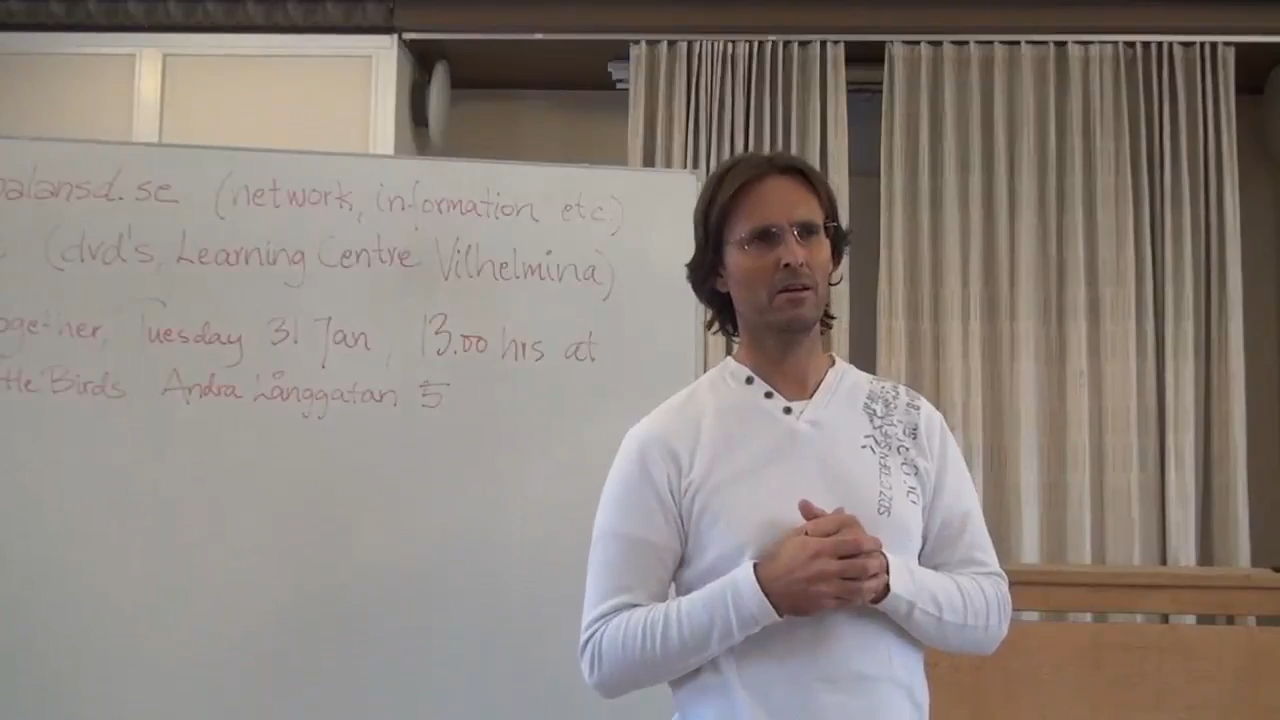 balansd.se (network, information etc.)
(dvd's, Learning Centre Vilhelmina)
ogether, Tuesday 31 Jan, 13.00 hrs at
ttle Birds Andra Långgatan 5